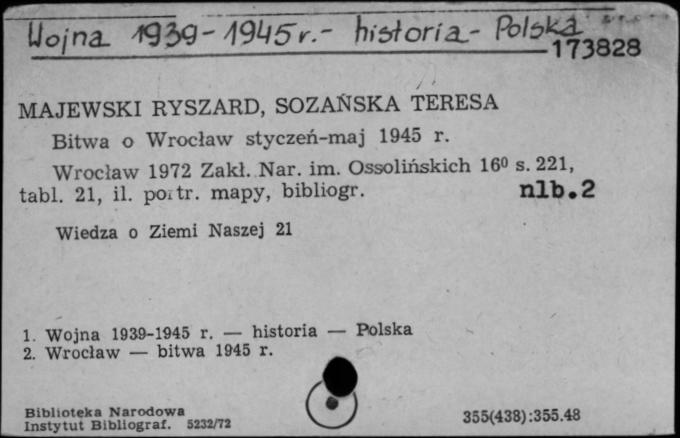 Wojna 1939-1945 r.- historia - Polska
173828
MAJEWSKI RYSZARD, SOZAŃSKA TERESA
Bitwa o Wrocław styczeń-maj 1945 r.
Wrocław 1972 Zakł. Nar. im. Ossolińskich 16⁰ s. 221,
tabl. 21, il. portr. mapy, bibliogr. nlb.2
Wiedza o Ziemi Naszej 21
1. Wojna 1939-1945 r. — historia — Polska
2. Wrocław — bitwa 1945 r.
Biblioteka Narodowa
Instytut Bibliograf. 5232/72
355(438):355.48